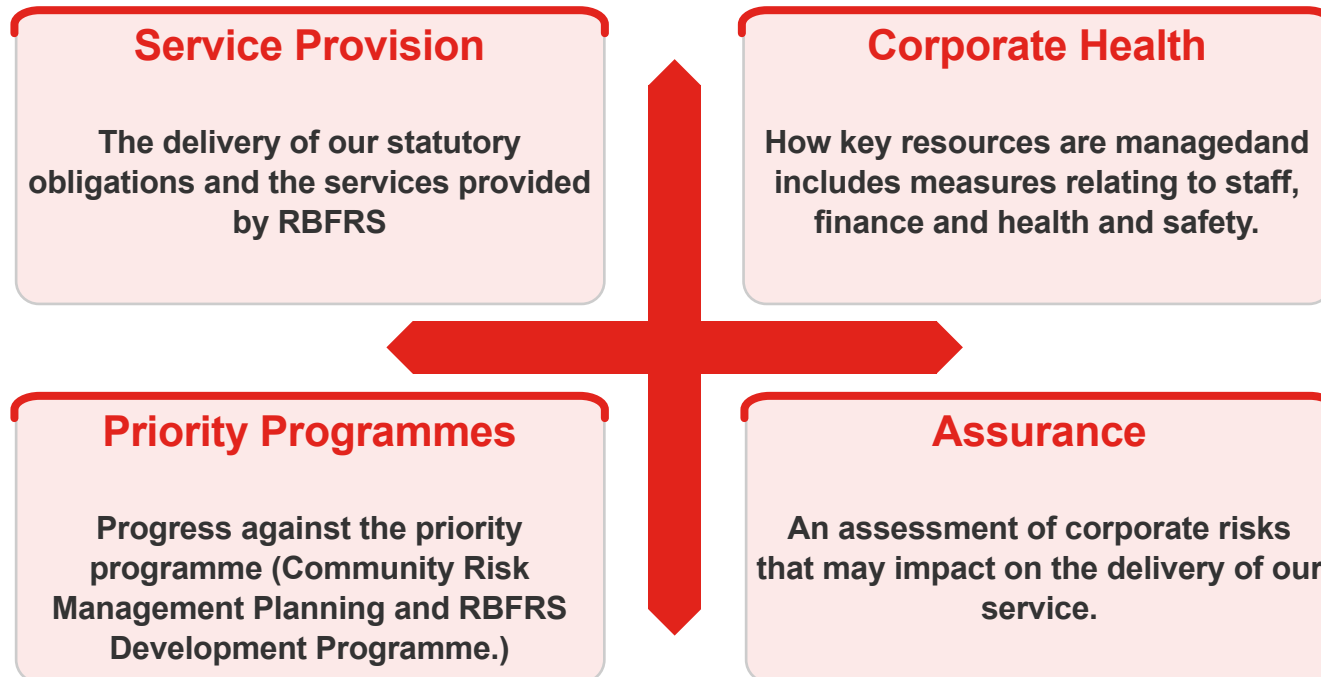 Service Provision
The delivery of our statutory
obligations and the services provided
by RBFRS
Corporate Health
How key resources are managedand
includes measures relating to staff,
finance and health and safety.
Priority Programmes
Progress against the priority
programme (Community Risk
Management Planning and RBFRS
Development Programme.)
Assurance
An assessment of corporate risks
that may impact on the delivery of our
service.